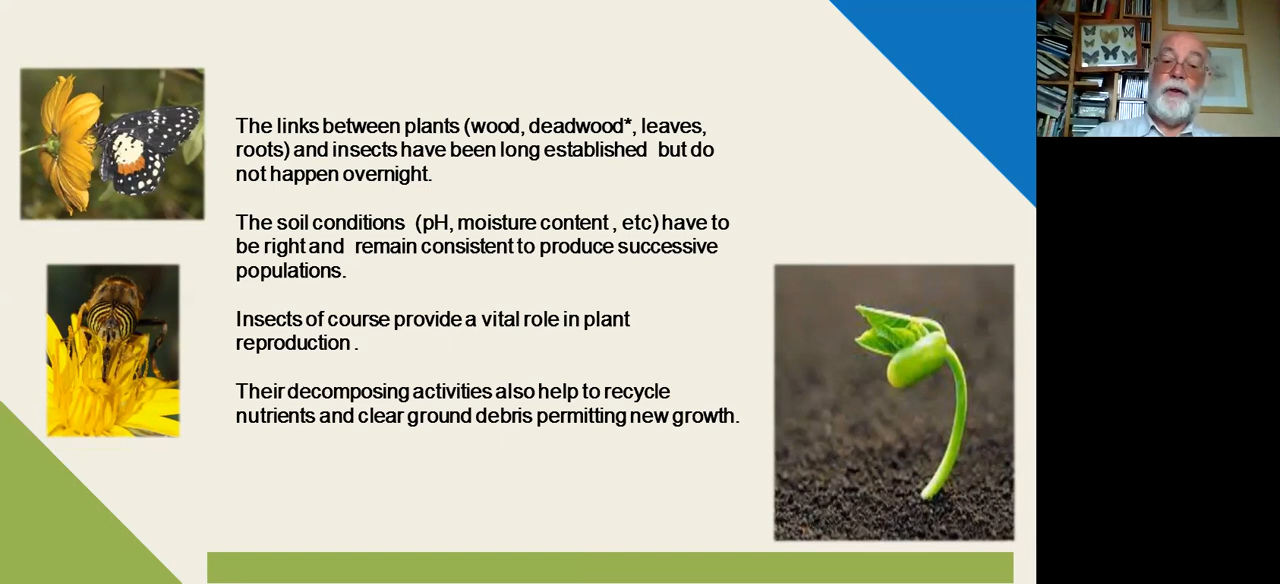 The links between plants (wood, deadwood*, leaves,
roots) and insects have been long established but do
not happen overnight.
The soil conditions (pH, moisture content , etc) have to
be right and remain consistent to produce successive
populations.
Insects of course provide a vital role in plant
reproduction .
Their decomposing activities also help to recycle
nutrients and clear ground debris permitting new growth.